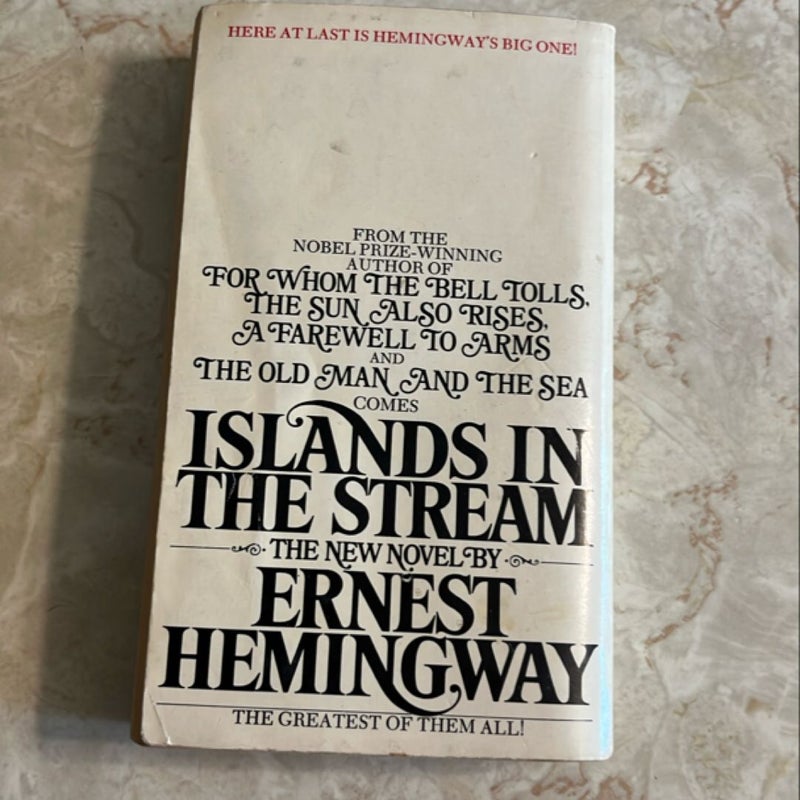 HERE AT LAST IS HEMINGWAY'S BIG ONE!
FROM THE
NOBEL PRIZE-WINNING
AUTHOR OF
FOR WHOM THE BELL TOLLS,
THE SUN ALSO RISES,
A FAREWELL TO ARMS
AND
THE OLD MAN AND THE SEA
COMES
ISLANDS IN
THE STREAM
THE NEW NOVEL BY
ERNEST
HEMINGWAY
THE GREATEST OF THEM ALL!